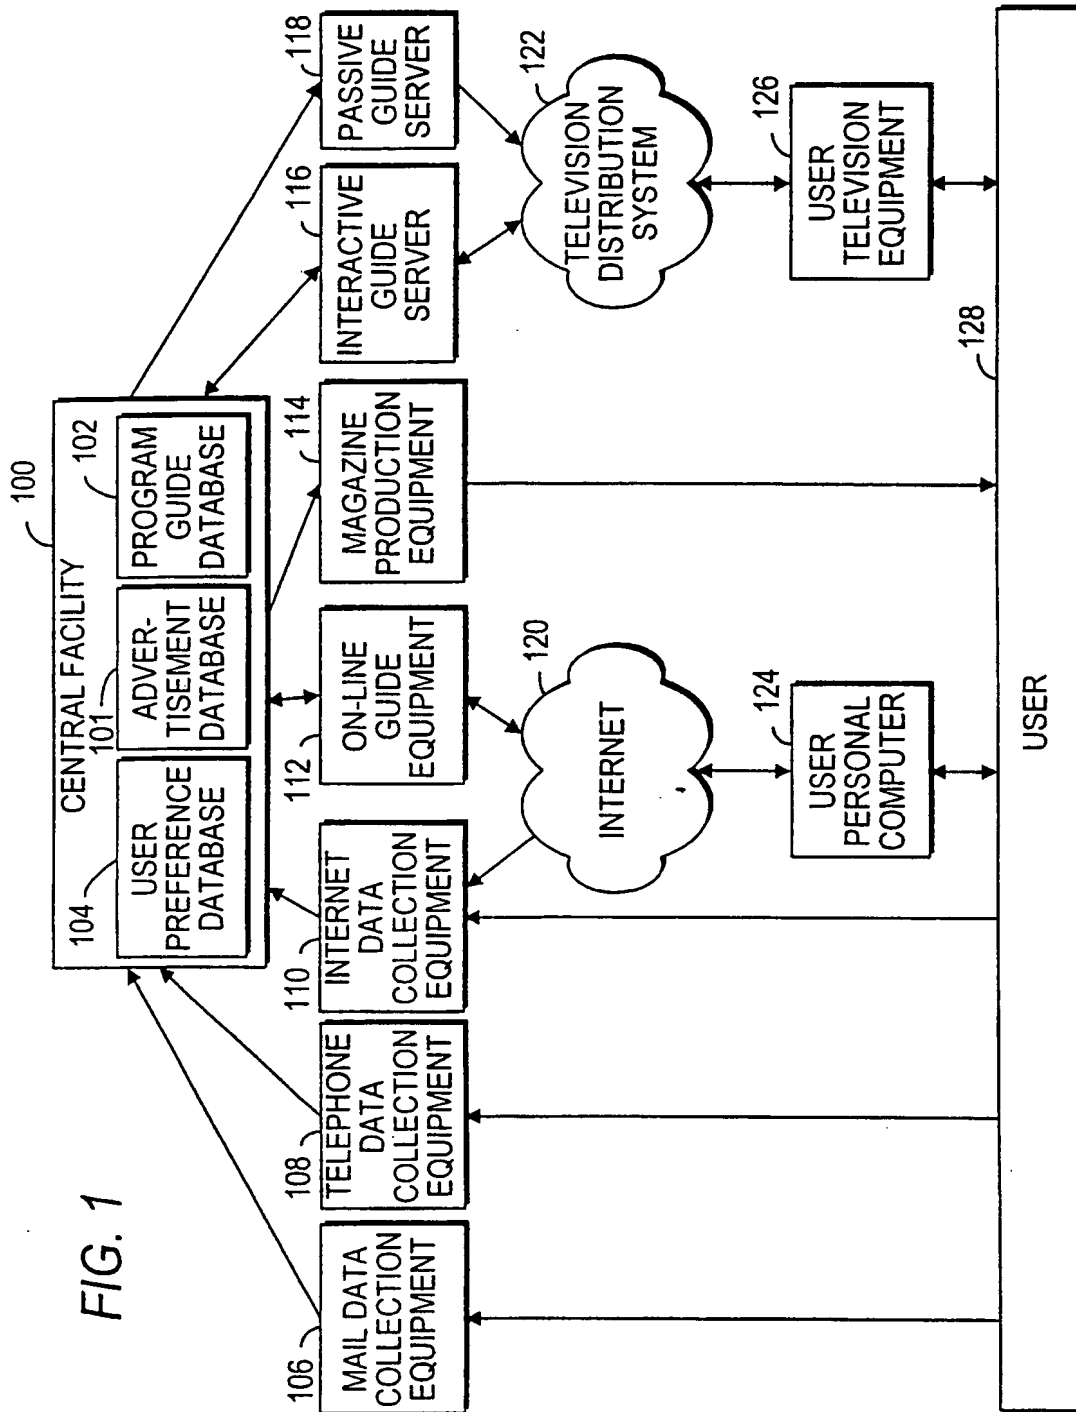 FIG. 1
100
CENTRAL FACILITY
104
USER
PREFERENCE
DATABASE
101
ADVER-
TISEMENT
DATABASE
102
PROGRAM
GUIDE
DATABASE
106
MAIL DATA
COLLECTION
EQUIPMENT
108
TELEPHONE
DATA
COLLECTION
EQUIPMENT
110
INTERNET
DATA
COLLECTION
EQUIPMENT
112
ON-LINE
GUIDE
EQUIPMENT
114
MAGAZINE
PRODUCTION
EQUIPMENT
116
INTERACTIVE
GUIDE
SERVER
118
PASSIVE
GUIDE
SERVER
120
INTERNET
122
TELEVISION
DISTRIBUTION
SYSTEM
124
USER
PERSONAL
COMPUTER
126
USER
TELEVISION
EQUIPMENT
128
USER